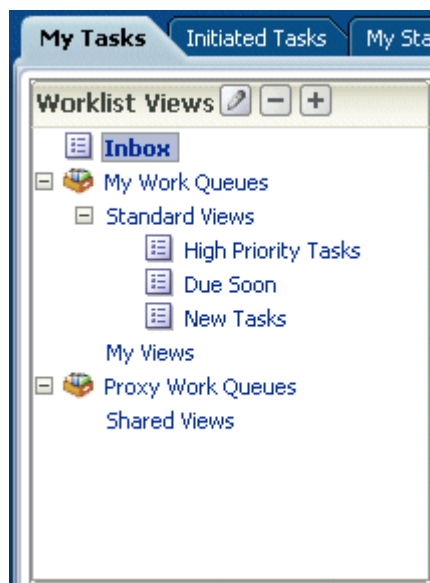 My Tasks Initiated Tasks My Sta
Worklist Views
Inbox
My Work Queues
Standard Views
High Priority Tasks
Due Soon
New Tasks
My Views
Proxy Work Queues
Shared Views